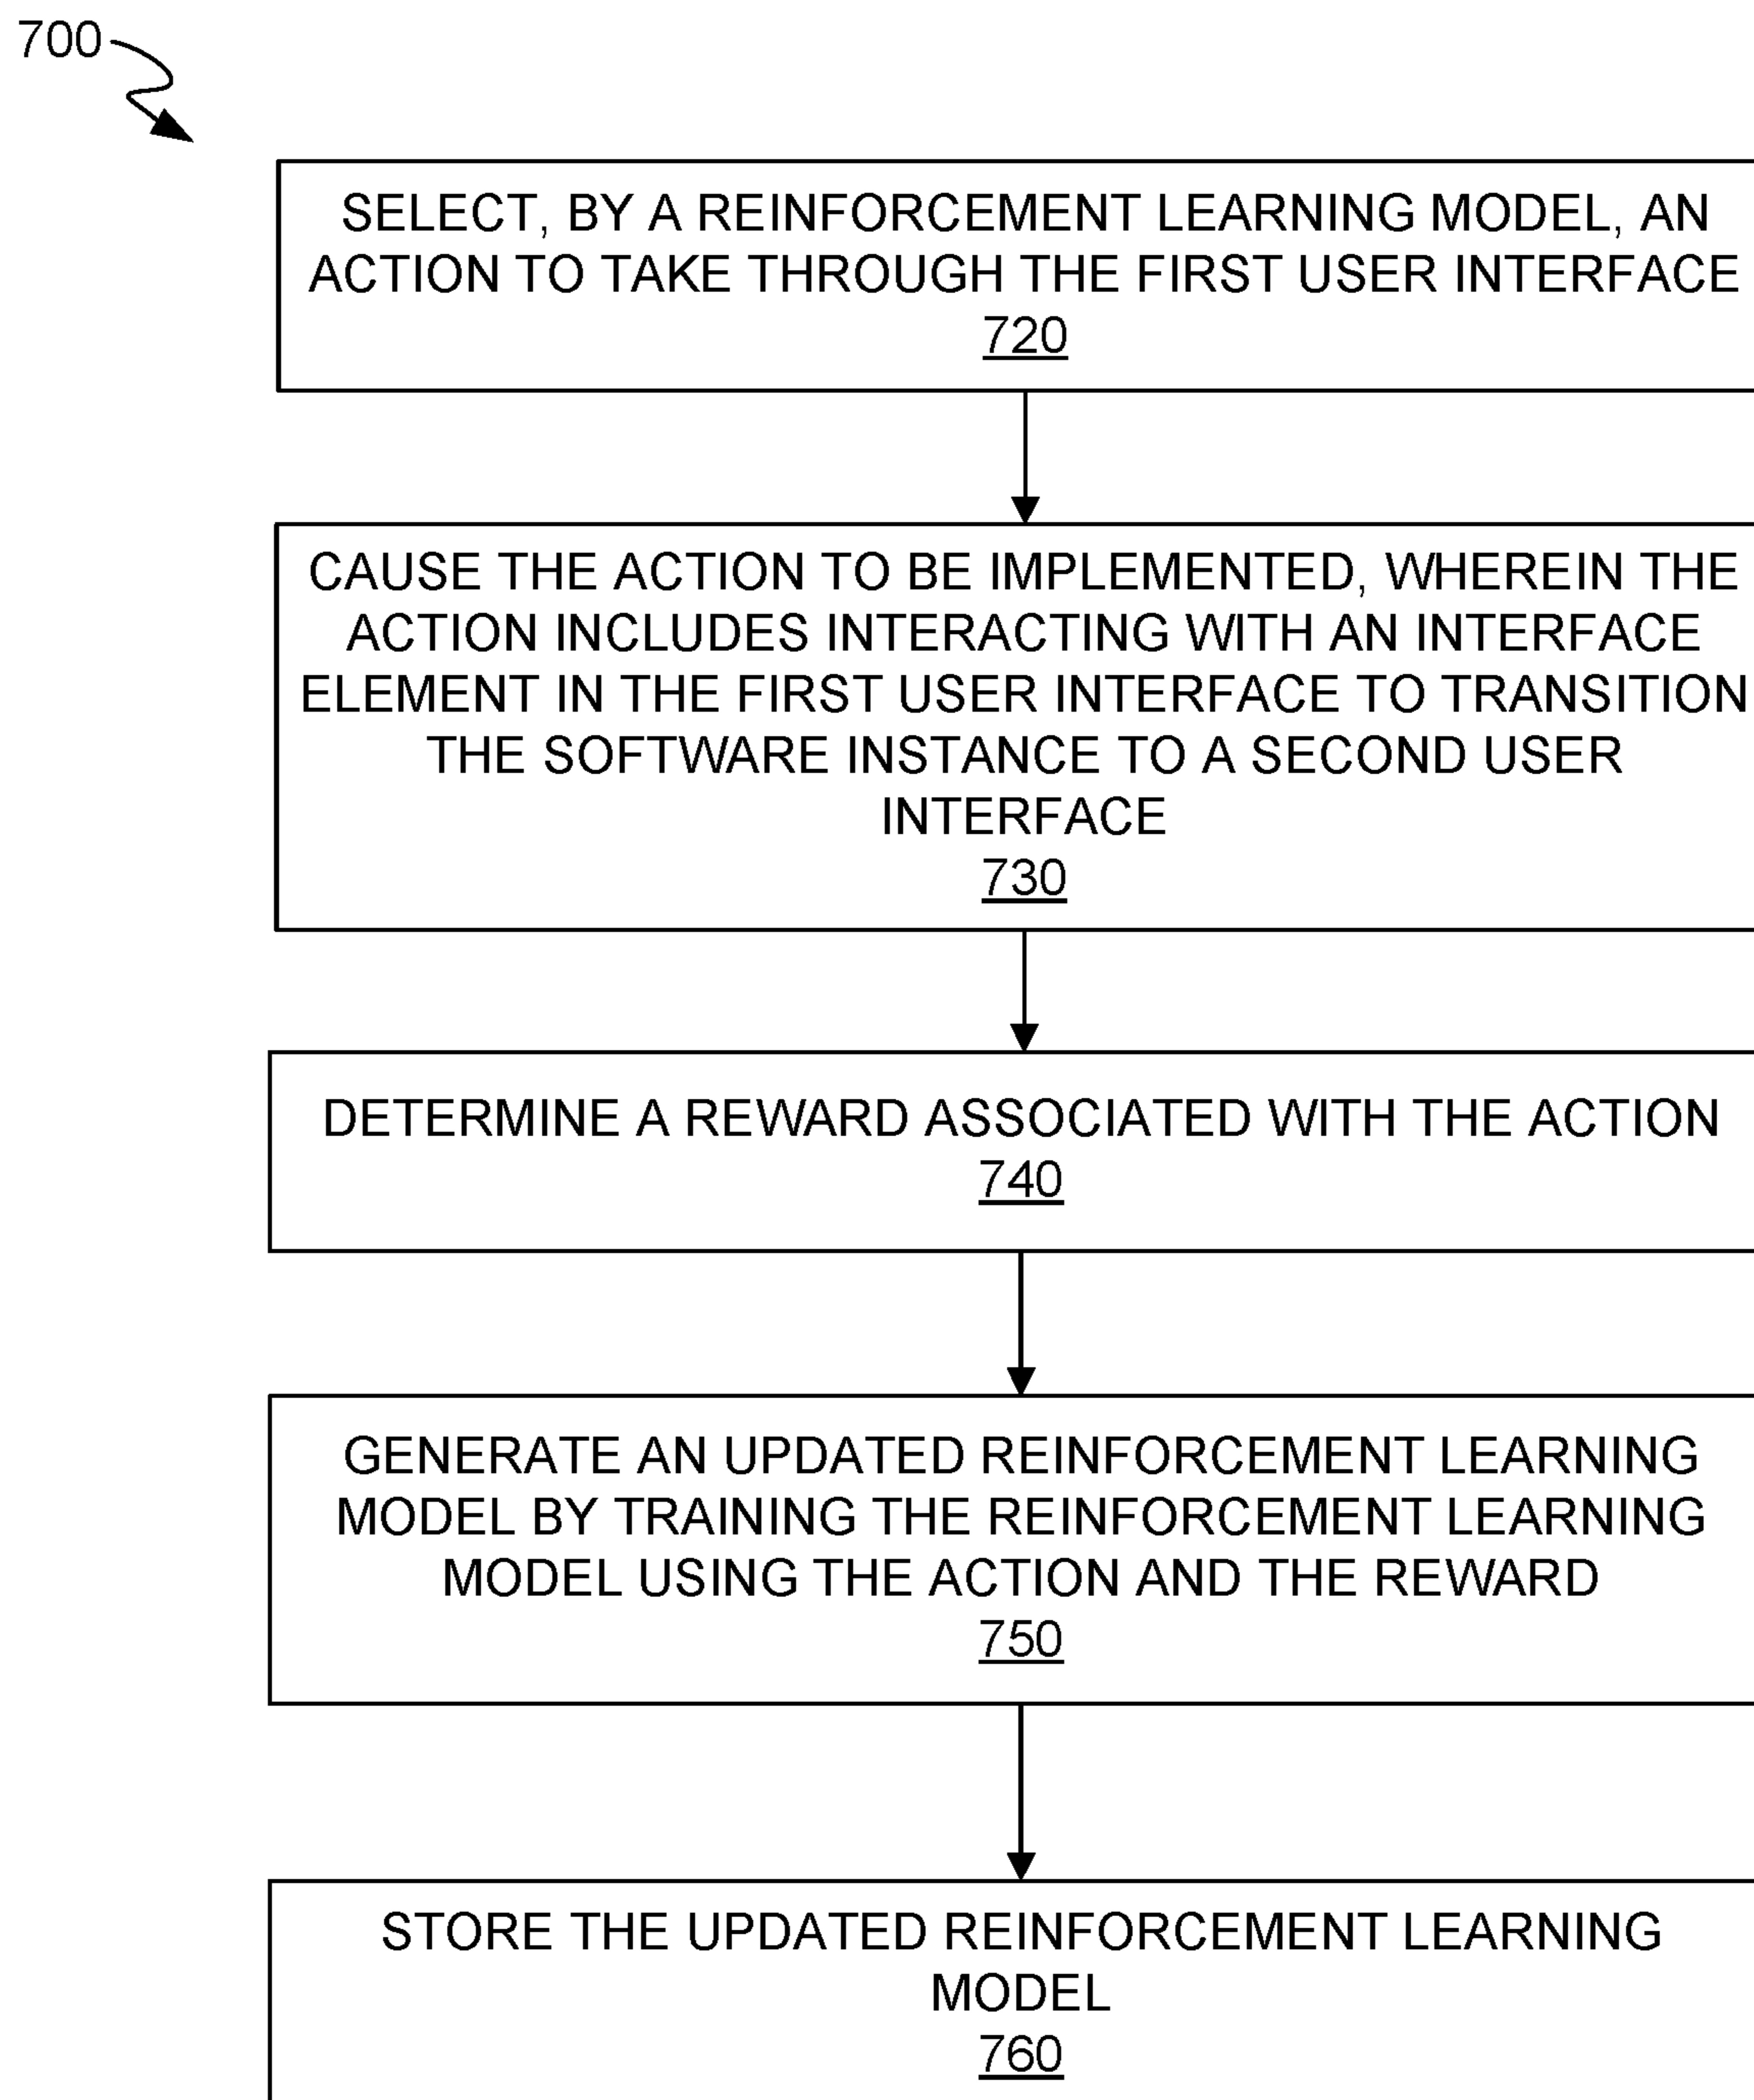 700
SELECT, BY A REINFORCEMENT LEARNING MODEL, AN
ACTION TO TAKE THROUGH THE FIRST USER INTERFACE
720
CAUSE THE ACTION TO BE IMPLEMENTED, WHEREIN THE
ACTION INCLUDES INTERACTING WITH AN INTERFACE
ELEMENT IN THE FIRST USER INTERFACE TO TRANSITION
THE SOFTWARE INSTANCE TO A SECOND USER
INTERFACE
730
DETERMINE A REWARD ASSOCIATED WITH THE ACTION
740
GENERATE AN UPDATED REINFORCEMENT LEARNING
MODEL BY TRAINING THE REINFORCEMENT LEARNING
MODEL USING THE ACTION AND THE REWARD
750
STORE THE UPDATED REINFORCEMENT LEARNING
MODEL
760